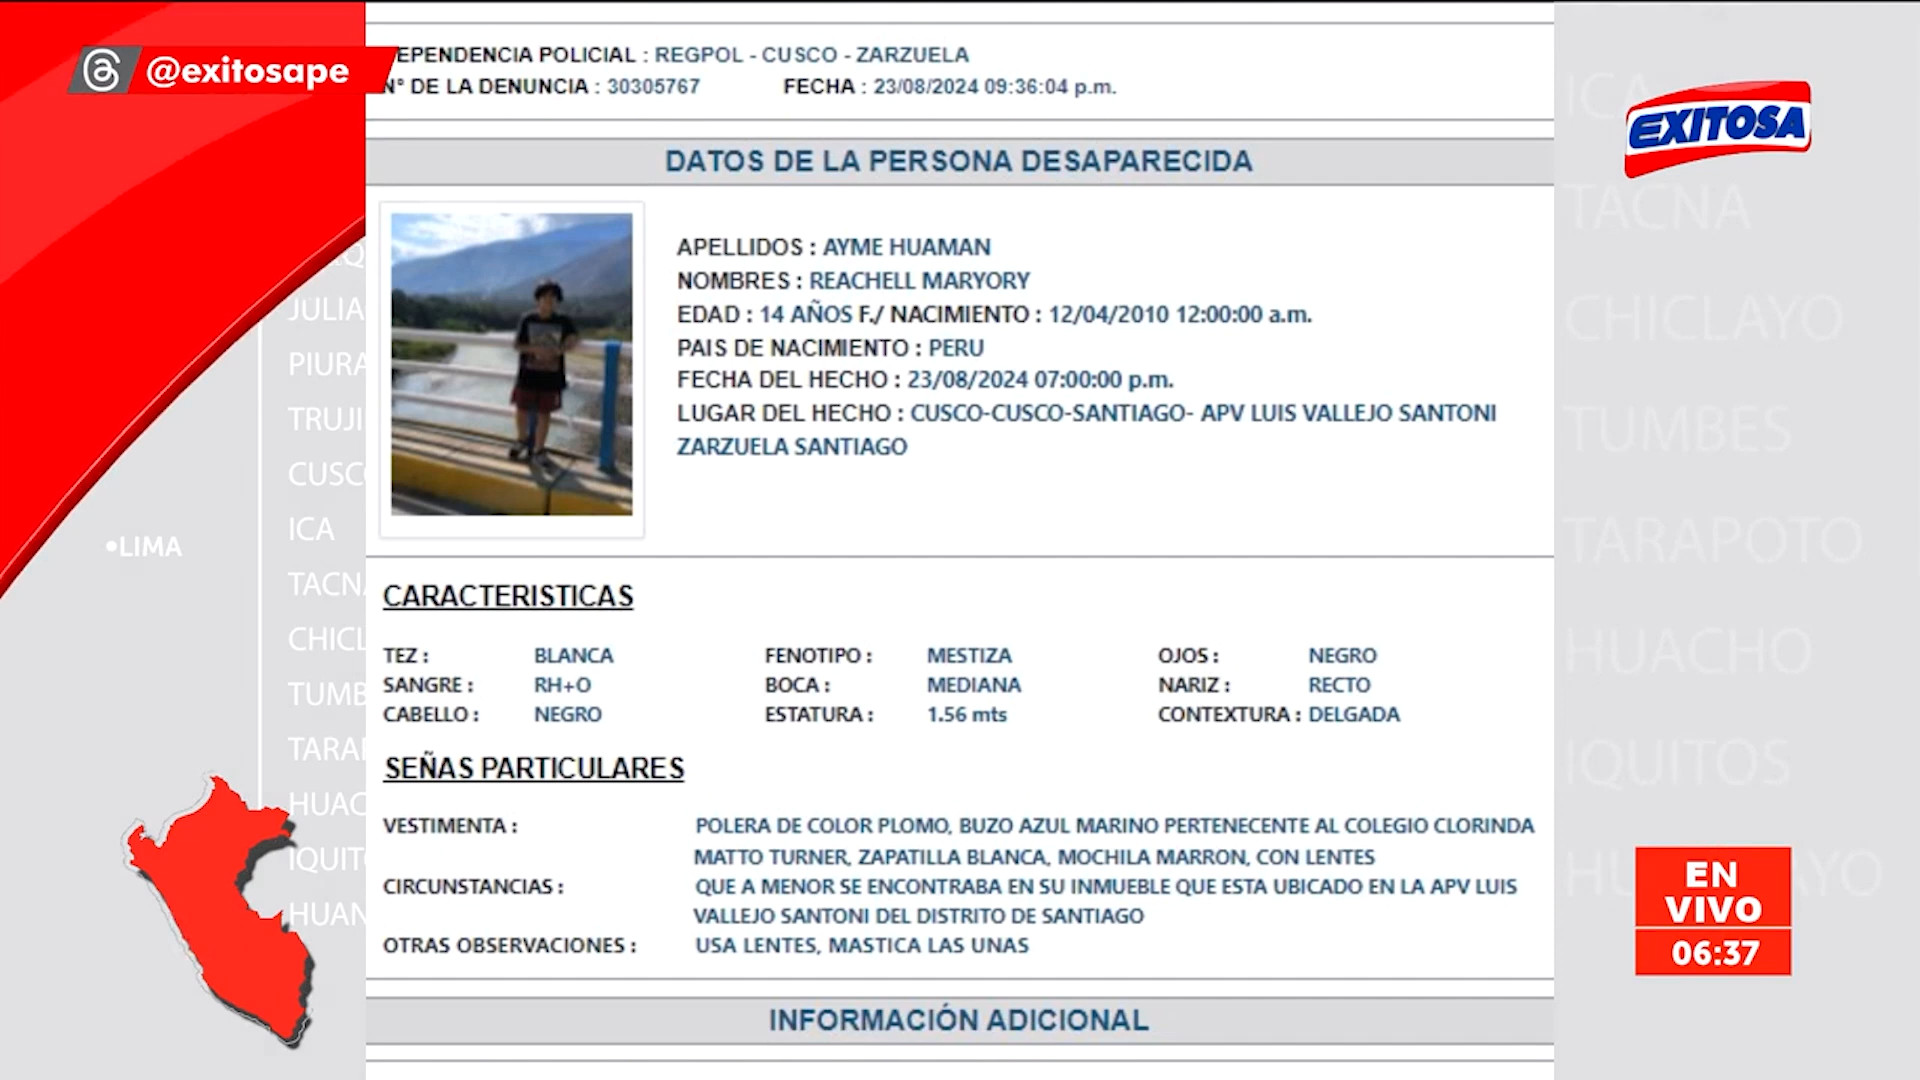 @exitosape
EPENDENCIA POLICIAL : REGPOL - CUSCO - ZARZUELA
N° DE LA DENUNCIA : 30305767 FECHA : 23/08/2024 09:36:04 p.m.
EXITOSA
DATOS DE LA PERSONA DESAPARECIDA
APELLIDOS : AYME HUAMAN
NOMBRES : REACHELL MARYORY
EDAD : 14 AÑOS F./ NACIMIENTO : 12/04/2010 12:00:00 a.m.
PAIS DE NACIMIENTO : PERU
FECHA DEL HECHO : 23/08/2024 07:00:00 p.m.
LUGAR DEL HECHO : CUSCO-CUSCO-SANTIAGO- APV LUIS VALLEJO SANTONI
ZARZUELA SANTIAGO
CARACTERISTICAS
TEZ : BLANCA FENOTIPO : MESTIZA OJOS : NEGRO
SANGRE : RH+O BOCA : MEDIANA NARIZ : RECTO
CABELLO : NEGRO ESTATURA : 1.56 mts CONTEXTURA : DELGADA
SEÑAS PARTICULARES
VESTIMENTA : POLERA DE COLOR PLOMO, BUZO AZUL MARINO PERTENECENTE AL COLEGIO CLORINDA
MATTO TURNER, ZAPATILLA BLANCA, MOCHILA MARRON, CON LENTES
CIRCUNSTANCIAS : QUE A MENOR SE ENCONTRABA EN SU INMUEBLE QUE ESTA UBICADO EN LA APV LUIS
VALLEJO SANTONI DEL DISTRITO DE SANTIAGO
OTRAS OBSERVACIONES : USA LENTES, MASTICA LAS UNAS
INFORMACIÓN ADICIONAL
•LIMA
JULIA
PIURA
TRUJI
CUSCO
ICA
TACNA
CHICL
TUMB
TARA
HUAC
IQUIT
HUAN
ICA
TACNA
CHICLAYO
TUMBES
TARAPOTO
HUACHO
IQUITOS
HU AYO
EN
VIVO
06:37